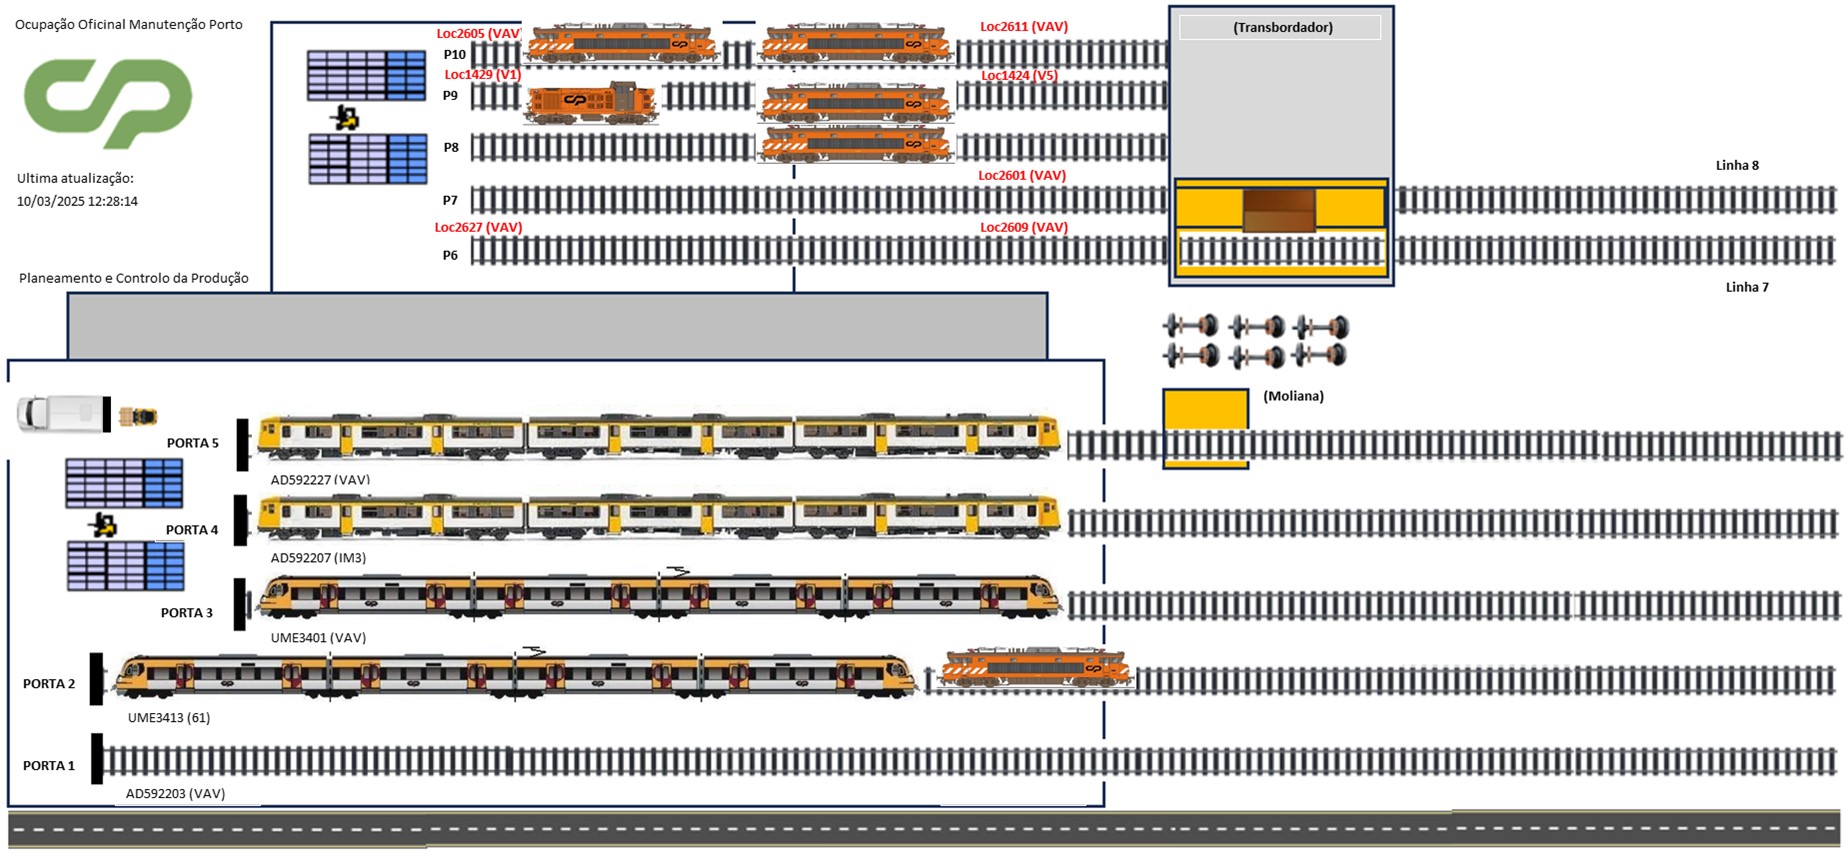 Ocupação Oficinal Manutenção Porto
CP
Ultima atualização:
10/03/2025 12:28:14
Planeamento e Controlo da Produção
Loc2605 (VAV)
Loc2611 (VAV)
P10
Loc1429 (V1)
Loc1424 (V5)
P9
P8
Loc2601 (VAV)
P7
Loc2627 (VAV)
Loc2609 (VAV)
P6
(Transbordador)
Linha 8
Linha 7
(Moliana)
PORTA 5
AD592227 (VAV)
PORTA 4
AD592207 (IM3)
PORTA 3
UME3401 (VAV)
PORTA 2
UME3413 (61)
PORTA 1
AD592203 (VAV)